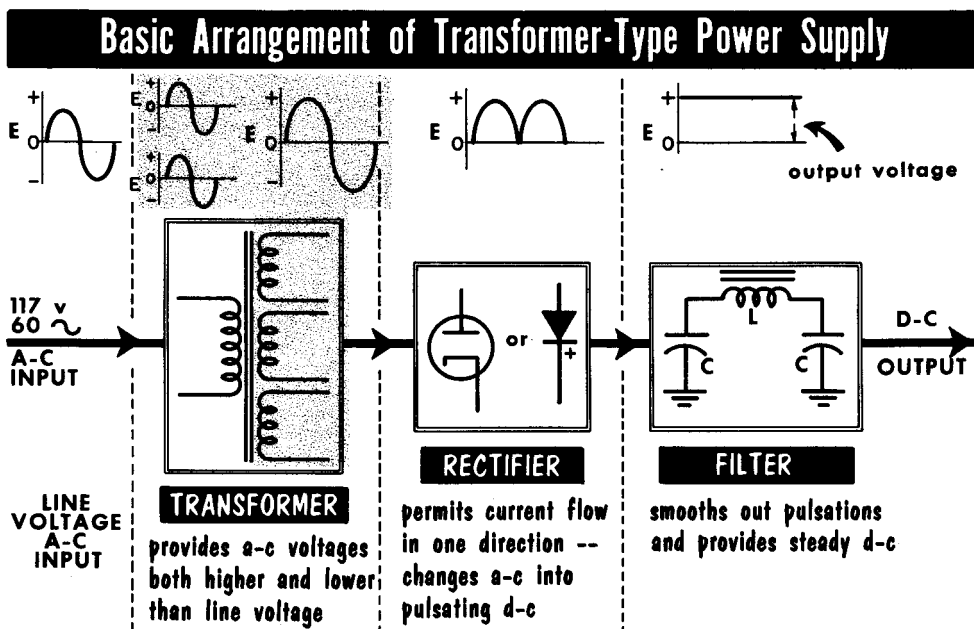 Basic Arrangement of Transformer-Type Power Supply
+
E 0
-
+
E 0
-
+
E 0
-
+
E 0
-
+
E 0
+
E 0
output voltage
117 v
60 ∿
A-C
INPUT
or
+
L
C
C
D-C
OUTPUT
LINE
VOLTAGE
A-C
INPUT
TRANSFORMER
provides a-c voltages
both higher and lower
than line voltage
RECTIFIER
permits current flow
in one direction --
changes a-c into
pulsating d-c
FILTER
smooths out pulsations
and provides steady d-c